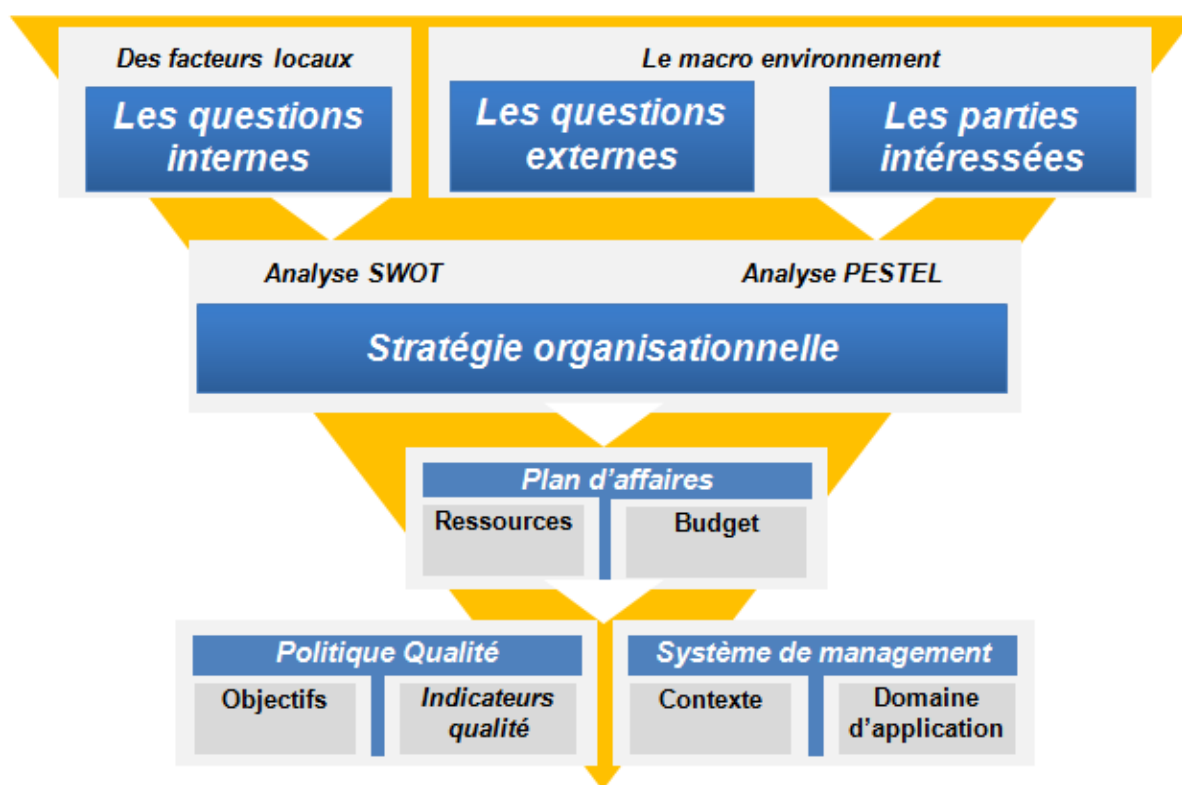 Des facteurs locaux
Les questions
internes
Le macro environnement
Les questions
externes
Les parties
intéressées
Analyse SWOT
Analyse PESTEL
Stratégie organisationnelle
Plan d'affaires
Ressources
Budget
Politique Qualité
Objectifs
Indicateurs
qualité
Système de management
Contexte
Domaine
d'application